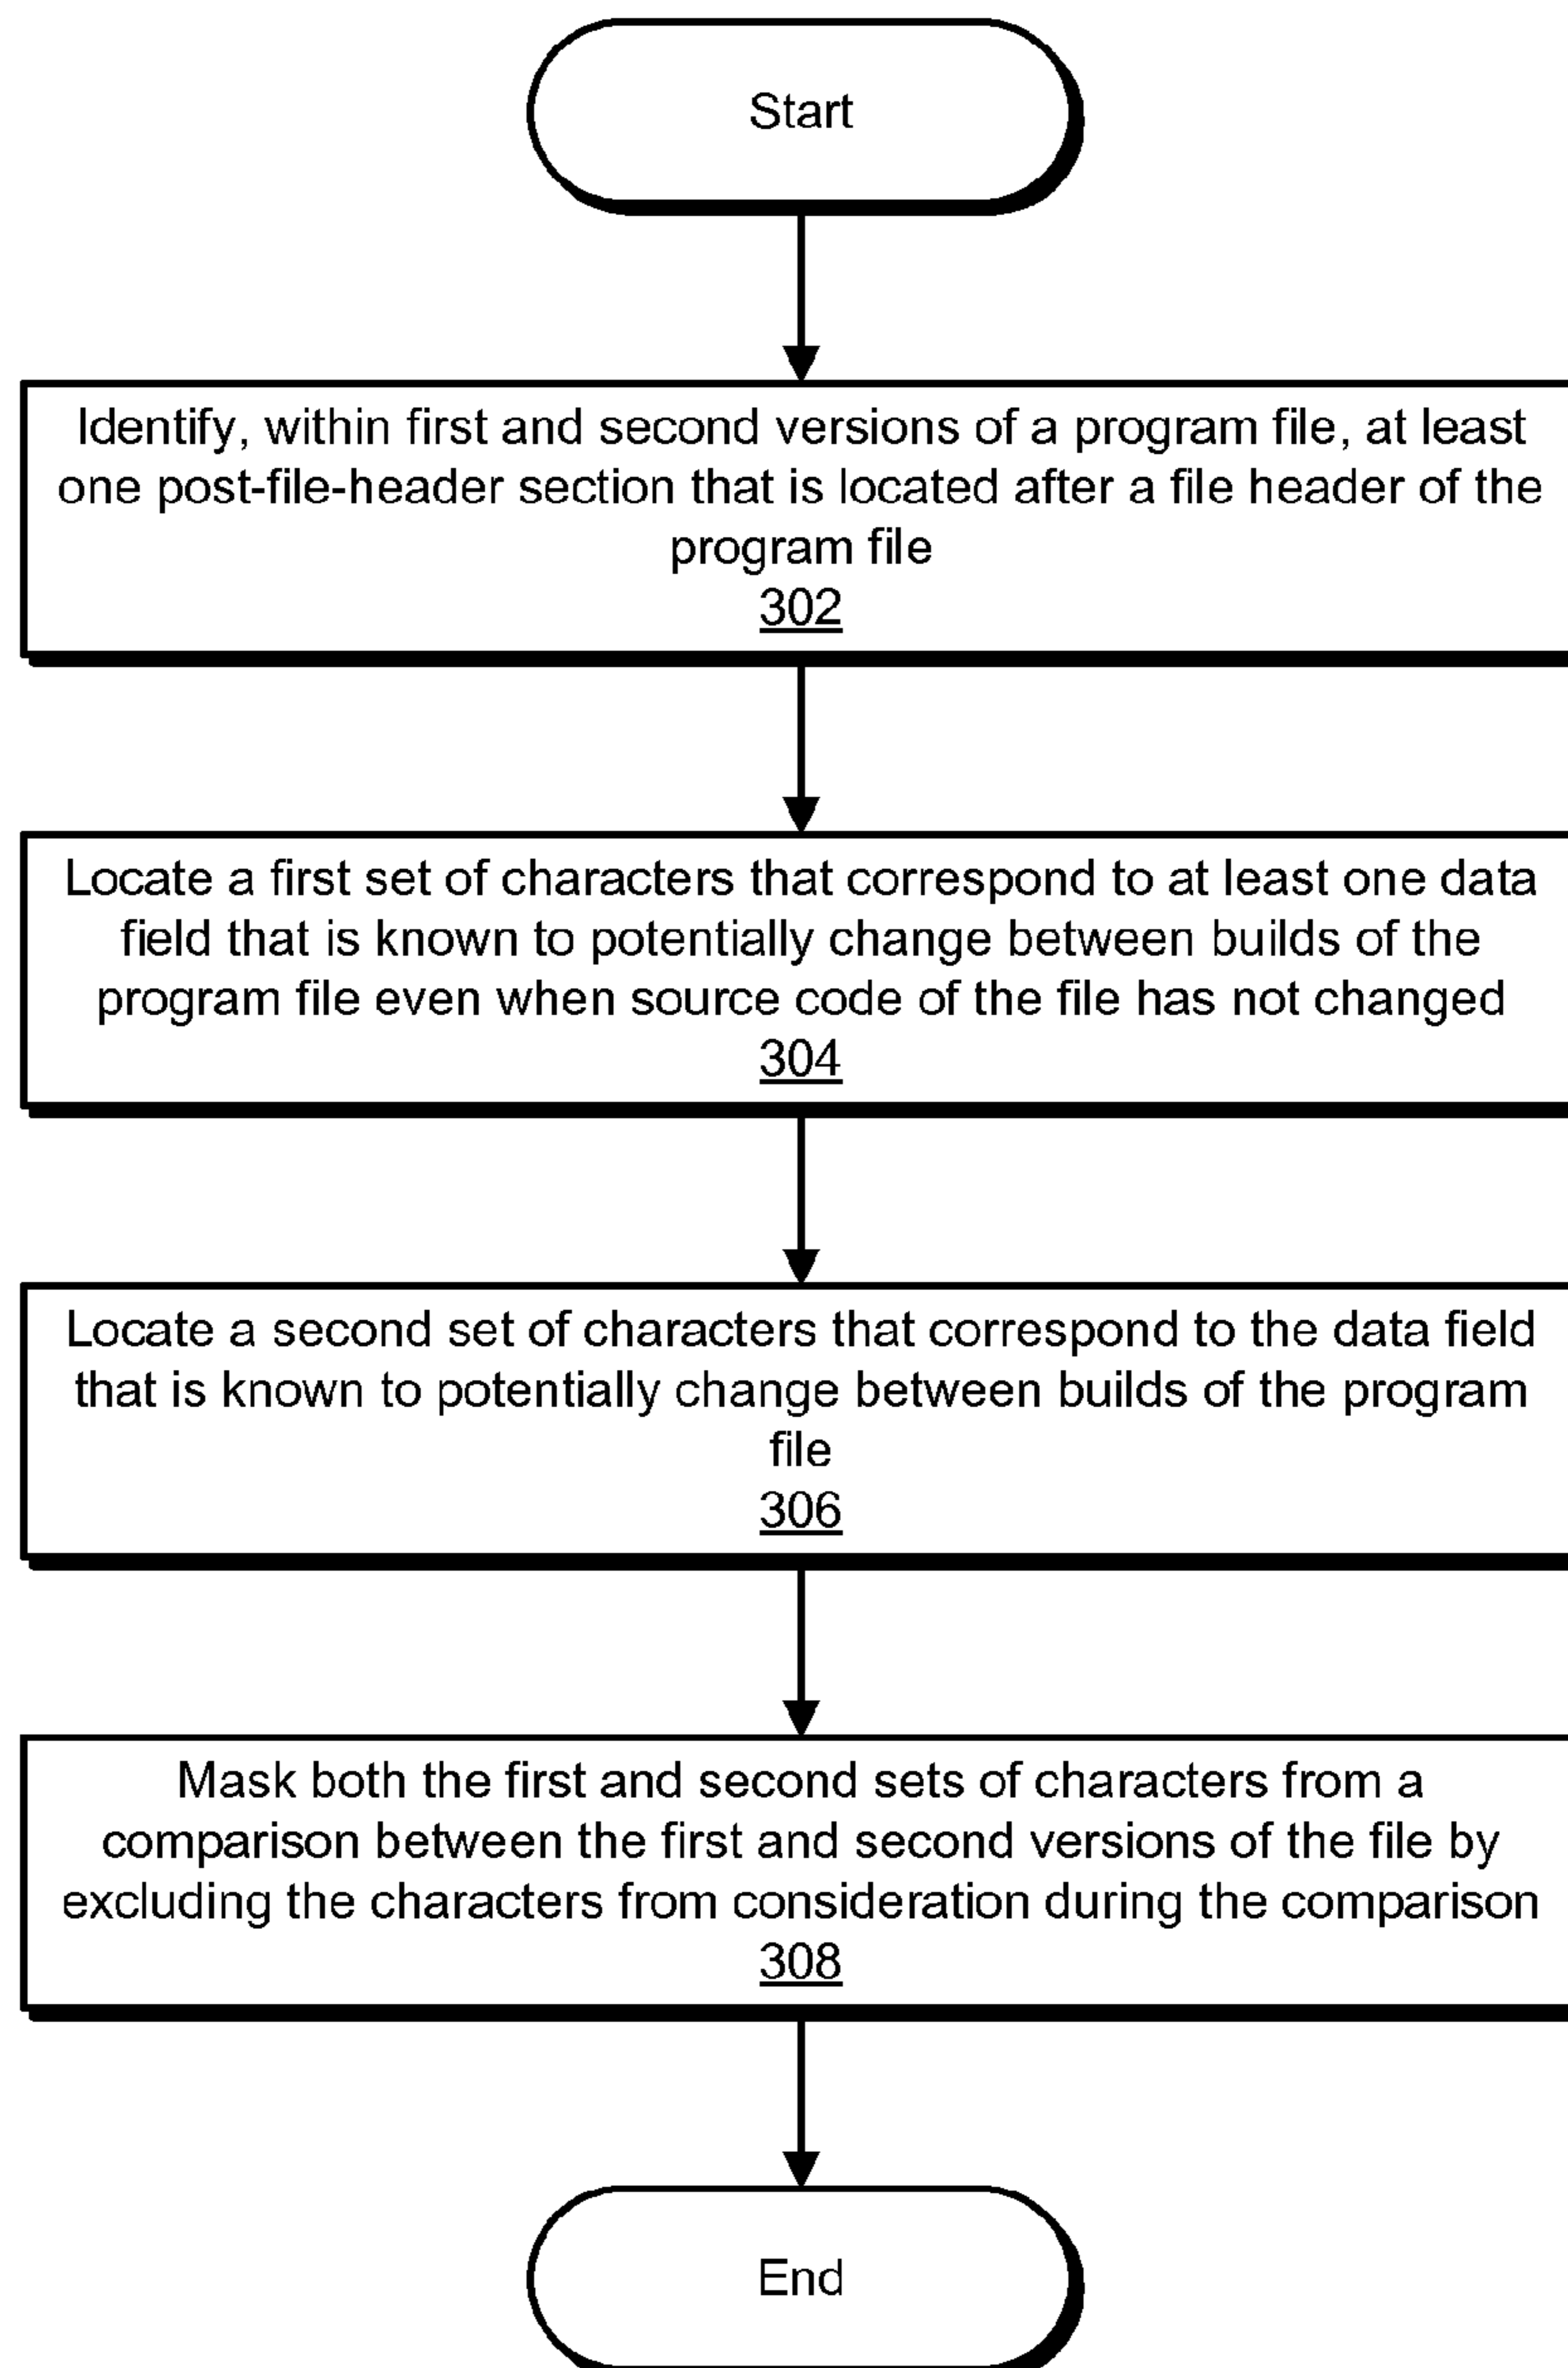 Start
Identify, within first and second versions of a program file, at least
one post-file-header section that is located after a file header of the
program file
302
Locate a first set of characters that correspond to at least one data
field that is known to potentially change between builds of the
program file even when source code of the file has not changed
304
Locate a second set of characters that correspond to the data field
that is known to potentially change between builds of the program
file
306
Mask both the first and second sets of characters from a
comparison between the first and second versions of the file by
excluding the characters from consideration during the comparison
308
End